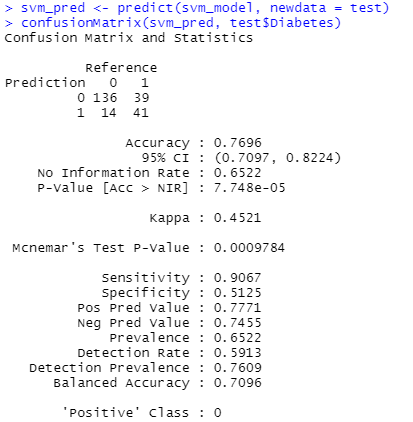 > svm_pred <- predict(svm_model, newdata = test)
> confusionMatrix(svm_pred, test$Diabetes)
Confusion Matrix and Statistics
Reference
Prediction 0 1
0 136 39
1 14 41
Accuracy : 0.7696
95% CI : (0.7097, 0.8224)
No Information Rate : 0.6522
P-Value [Acc > NIR] : 7.748e-05
Kappa : 0.4521
Mcnemar's Test P-Value : 0.0009784
Sensitivity : 0.9067
Specificity : 0.5125
Pos Pred Value : 0.7771
Neg Pred Value : 0.7455
Prevalence : 0.6522
Detection Rate : 0.5913
Detection Prevalence : 0.7609
Balanced Accuracy : 0.7096
'Positive' Class : 0